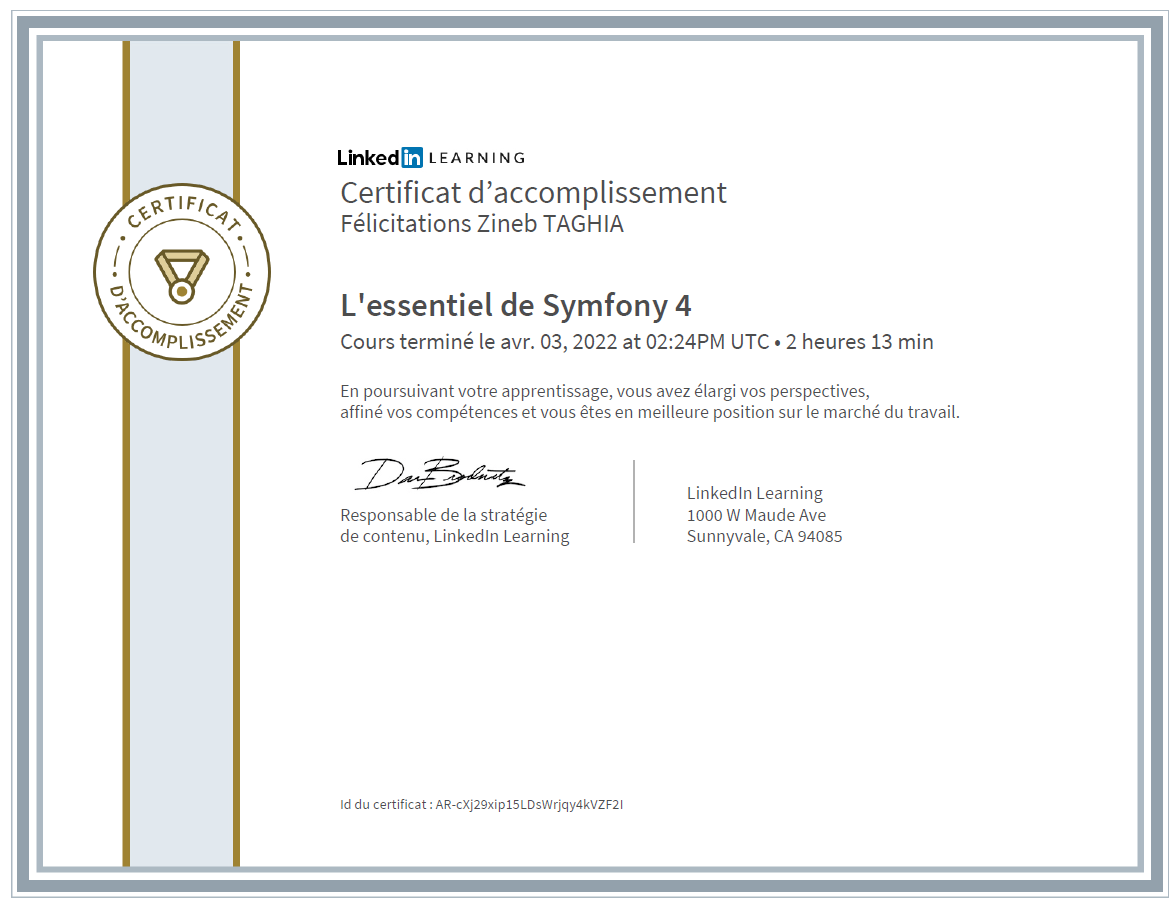 Linked in LEARNING
Certificat d’accomplissement
Félicitations Zineb TAGHIA
CERTIFICAT
D’ACCOMPLISSEMENT
L'essentiel de Symfony 4
Cours terminé le avr. 03, 2022 at 02:24PM UTC • 2 heures 13 min
En poursuivant votre apprentissage, vous avez élargi vos perspectives,
affiné vos compétences et vous êtes en meilleure position sur le marché du travail.
Responsable de la stratégie
de contenu, LinkedIn Learning
LinkedIn Learning
1000 W Maude Ave
Sunnyvale, CA 94085
Id du certificat : AR-cXj29xip15LDsWrjqy4kVZF2I